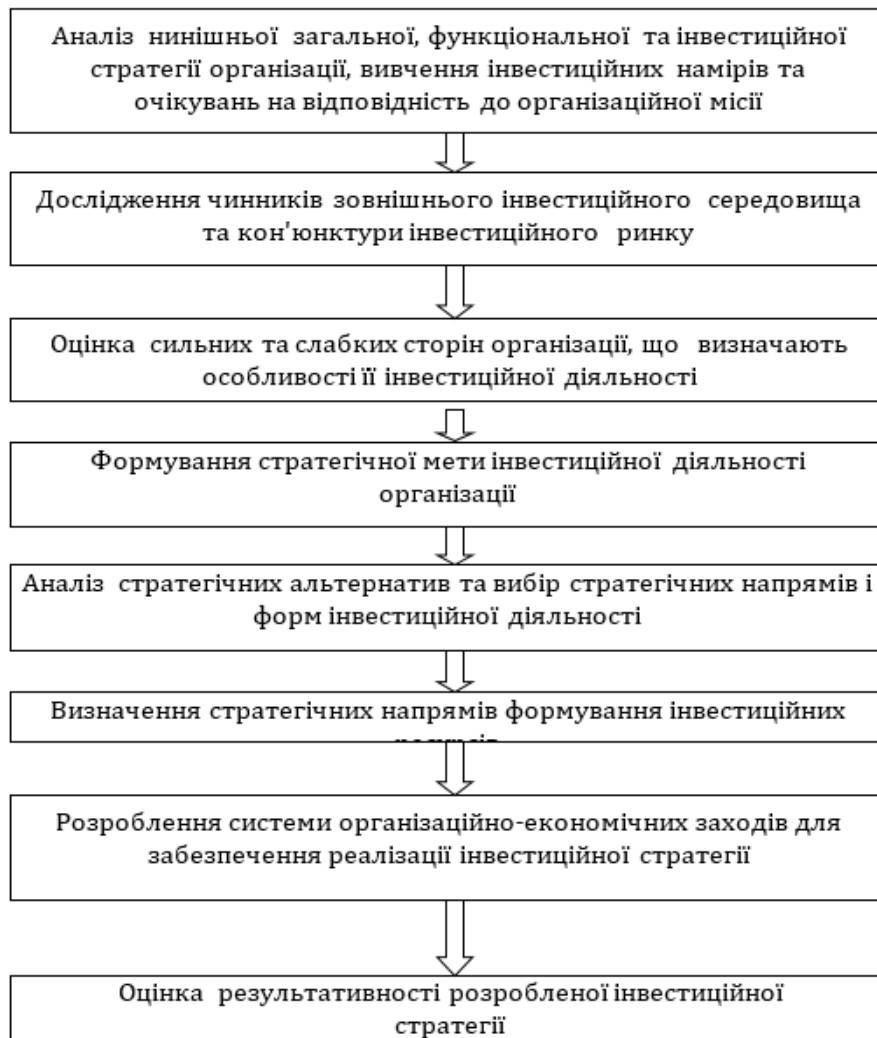 Аналіз нинішньої загальної, функціональної та інвестиційної
стратегії організації, вивчення інвестиційних намірів та
очікувань на відповідність до організаційної місії
Дослідження чинників зовнішнього інвестиційного середовища
та кон'юнктури інвестиційного ринку
Оцінка сильних та слабких сторін організації, що визначають
особливості її інвестиційної діяльності
Формування стратегічної мети інвестиційної діяльності
організації
Аналіз стратегічних альтернатив та вибір стратегічних напрямів і
форм інвестиційної діяльності
Визначення стратегічних напрямів формування інвестиційних
Розроблення системи організаційно-економічних заходів для
забезпечення реалізації інвестиційної стратегії
Оцінка результативності розробленої інвестиційної
стратегії